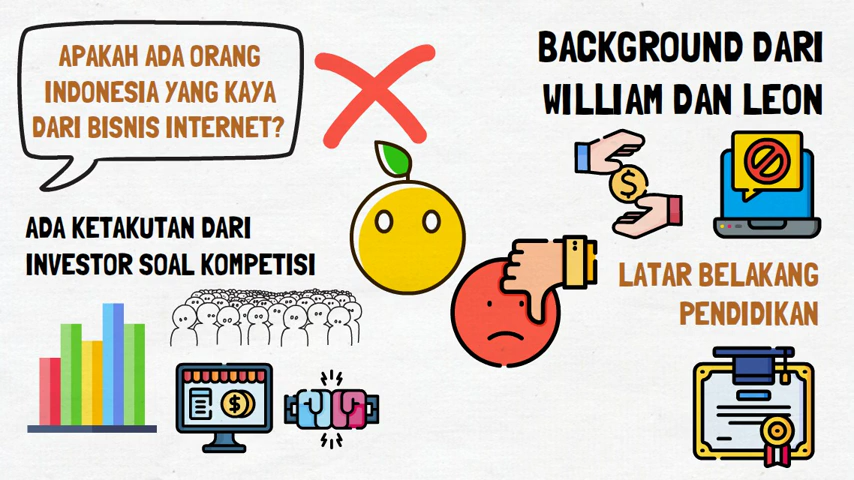 APAKAH ADA ORANG
INDONESIA YANG KAYA
DARI BISNIS INTERNET?
ADA KETAKUTAN DARI
INVESTOR SOAL KOMPETISI
BACKGROUND DARI
WILLIAM DAN LEON
LATAR BELAKANG
PENDIDIKAN